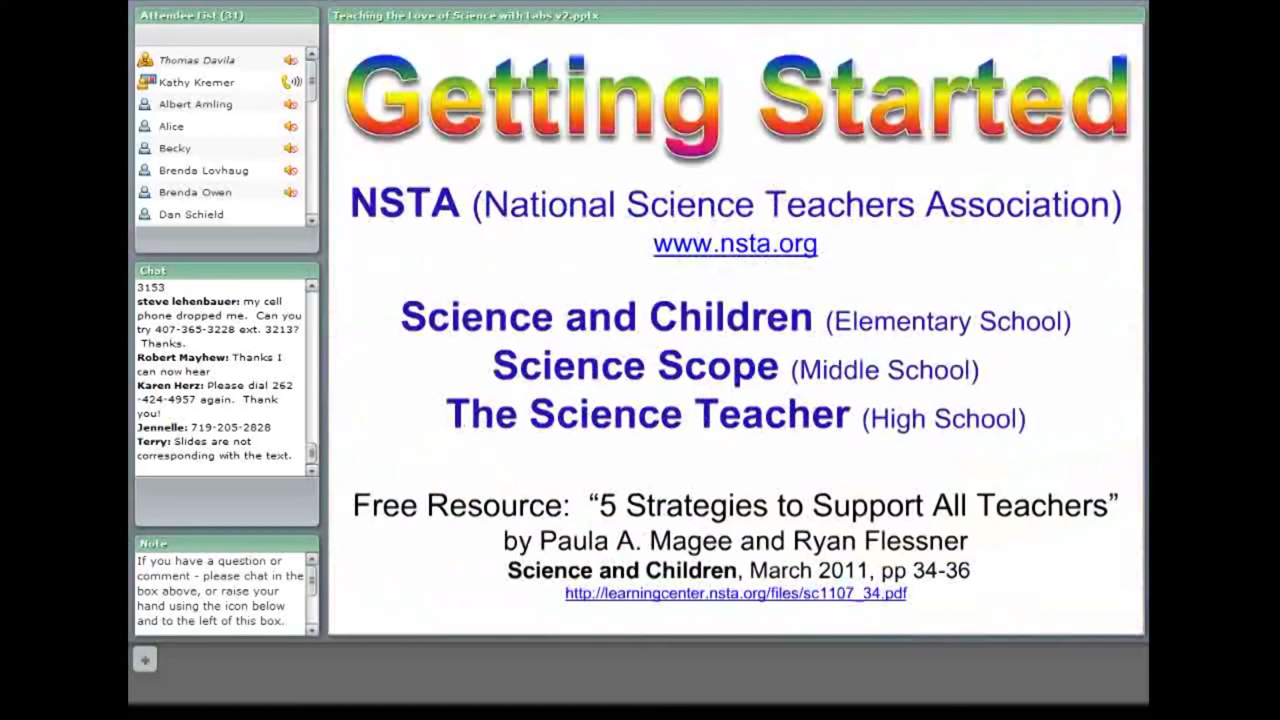 Attendee List (31)
Thomas Davila
Kathy Kremer
Albert Amling
Alice
Becky
Brenda Lovhaug
Brenda Owen
Dan Schield
Chat
3153
steve lehenbauer: my cell
phone dropped me. Can you
try 407-365-3228 ext. 3213?
Thanks.
Robert Mayhew: Thanks I
can now hear
Karen Herz: Please dial 262
-424-4957 again. Thank
you!
Jennelle: 719-205-2828
Terry: Slides are not
corresponding with the text.
Note
If you have a question or
comment - please chat in the
box above, or raise your
hand using the icon below
and to the left of this box.
Teaching the Love of Science with Labs v2.pptx
Getting Started
NSTA (National Science Teachers Association)
www.nsta.org
Science and Children (Elementary School)
Science Scope (Middle School)
The Science Teacher (High School)
Free Resource: “5 Strategies to Support All Teachers”
by Paula A. Magee and Ryan Flessner
Science and Children, March 2011, pp 34-36
http://learningcenter.nsta.org/files/sc1107_34.pdf